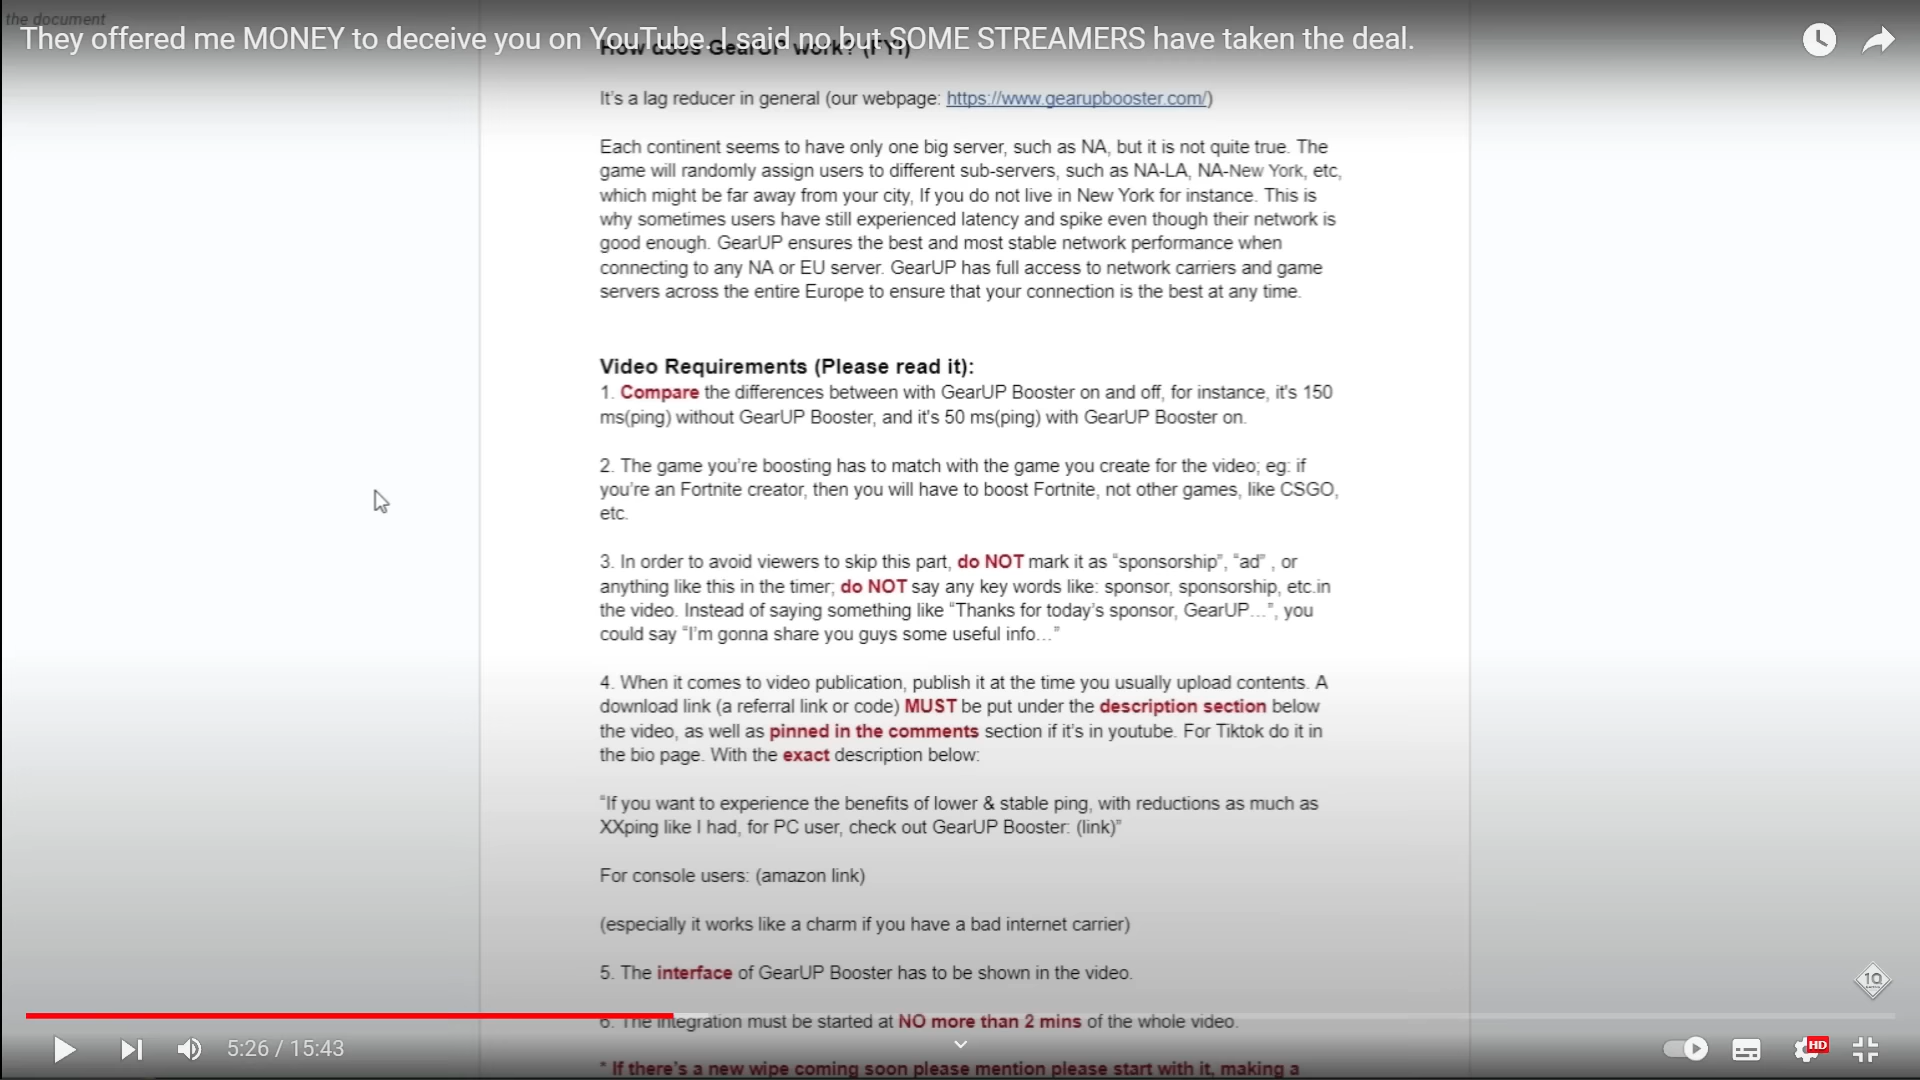 the document
They offered me MONEY to deceive you on YouTube. I said no but SOME STREAMERS have taken the deal.
How does GearUP work? (FYI)
It's a lag reducer in general (our webpage: https://www.gearupbooster.com/)
Each continent seems to have only one big server, such as NA, but it is not quite true. The
game will randomly assign users to different sub-servers, such as NA-LA, NA-New York, etc,
which might be far away from your city, If you do not live in New York for instance. This is
why sometimes users have still experienced latency and spike even though their network is
good enough. GearUP ensures the best and most stable network performance when
connecting to any NA or EU server. GearUP has full access to network carriers and game
servers across the entire Europe to ensure that your connection is the best at any time.
Video Requirements (Please read it):
1. Compare the differences between with GearUP Booster on and off, for instance, it's 150
ms(ping) without GearUP Booster, and it's 50 ms(ping) with GearUP Booster on.
2. The game you're boosting has to match with the game you create for the video; eg: if
you're an Fortnite creator, then you will have to boost Fortnite, not other games, like CSGO,
etc.
3. In order to avoid viewers to skip this part, do NOT mark it as “sponsorship”, “ad” , or
anything like this in the timer; do NOT say any key words like: sponsor, sponsorship, etc.in
the video. Instead of saying something like “Thanks for today's sponsor, GearUP…”, you
could say “I'm gonna share you guys some useful info…”
4. When it comes to video publication, publish it at the time you usually upload contents. A
download link (a referral link or code) MUST be put under the description section below
the video, as well as pinned in the comments section if it's in youtube. For Tiktok do it in
the bio page. With the exact description below:
“If you want to experience the benefits of lower & stable ping, with reductions as much as
XXping like I had, for PC user, check out GearUP Booster: (link)”
For console users: (amazon link)
(especially it works like a charm if you have a bad internet carrier)
5. The interface of GearUP Booster has to be shown in the video.
6. The integration must be started at NO more than 2 mins of the whole video.
* If there's a new wipe coming soon please mention please start with it, making a
5:26 / 15:43
HD